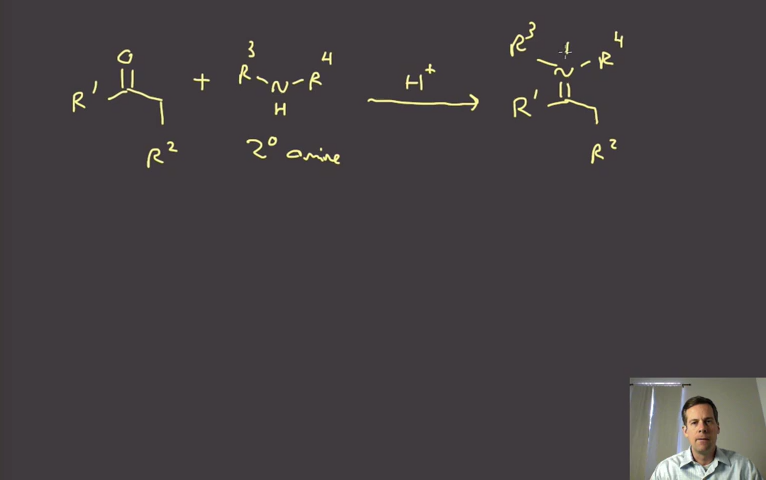 O
R¹ + R³ N R⁴ H⁺ R³ N⁺ R⁴
H
R¹
R² 2° amine R²